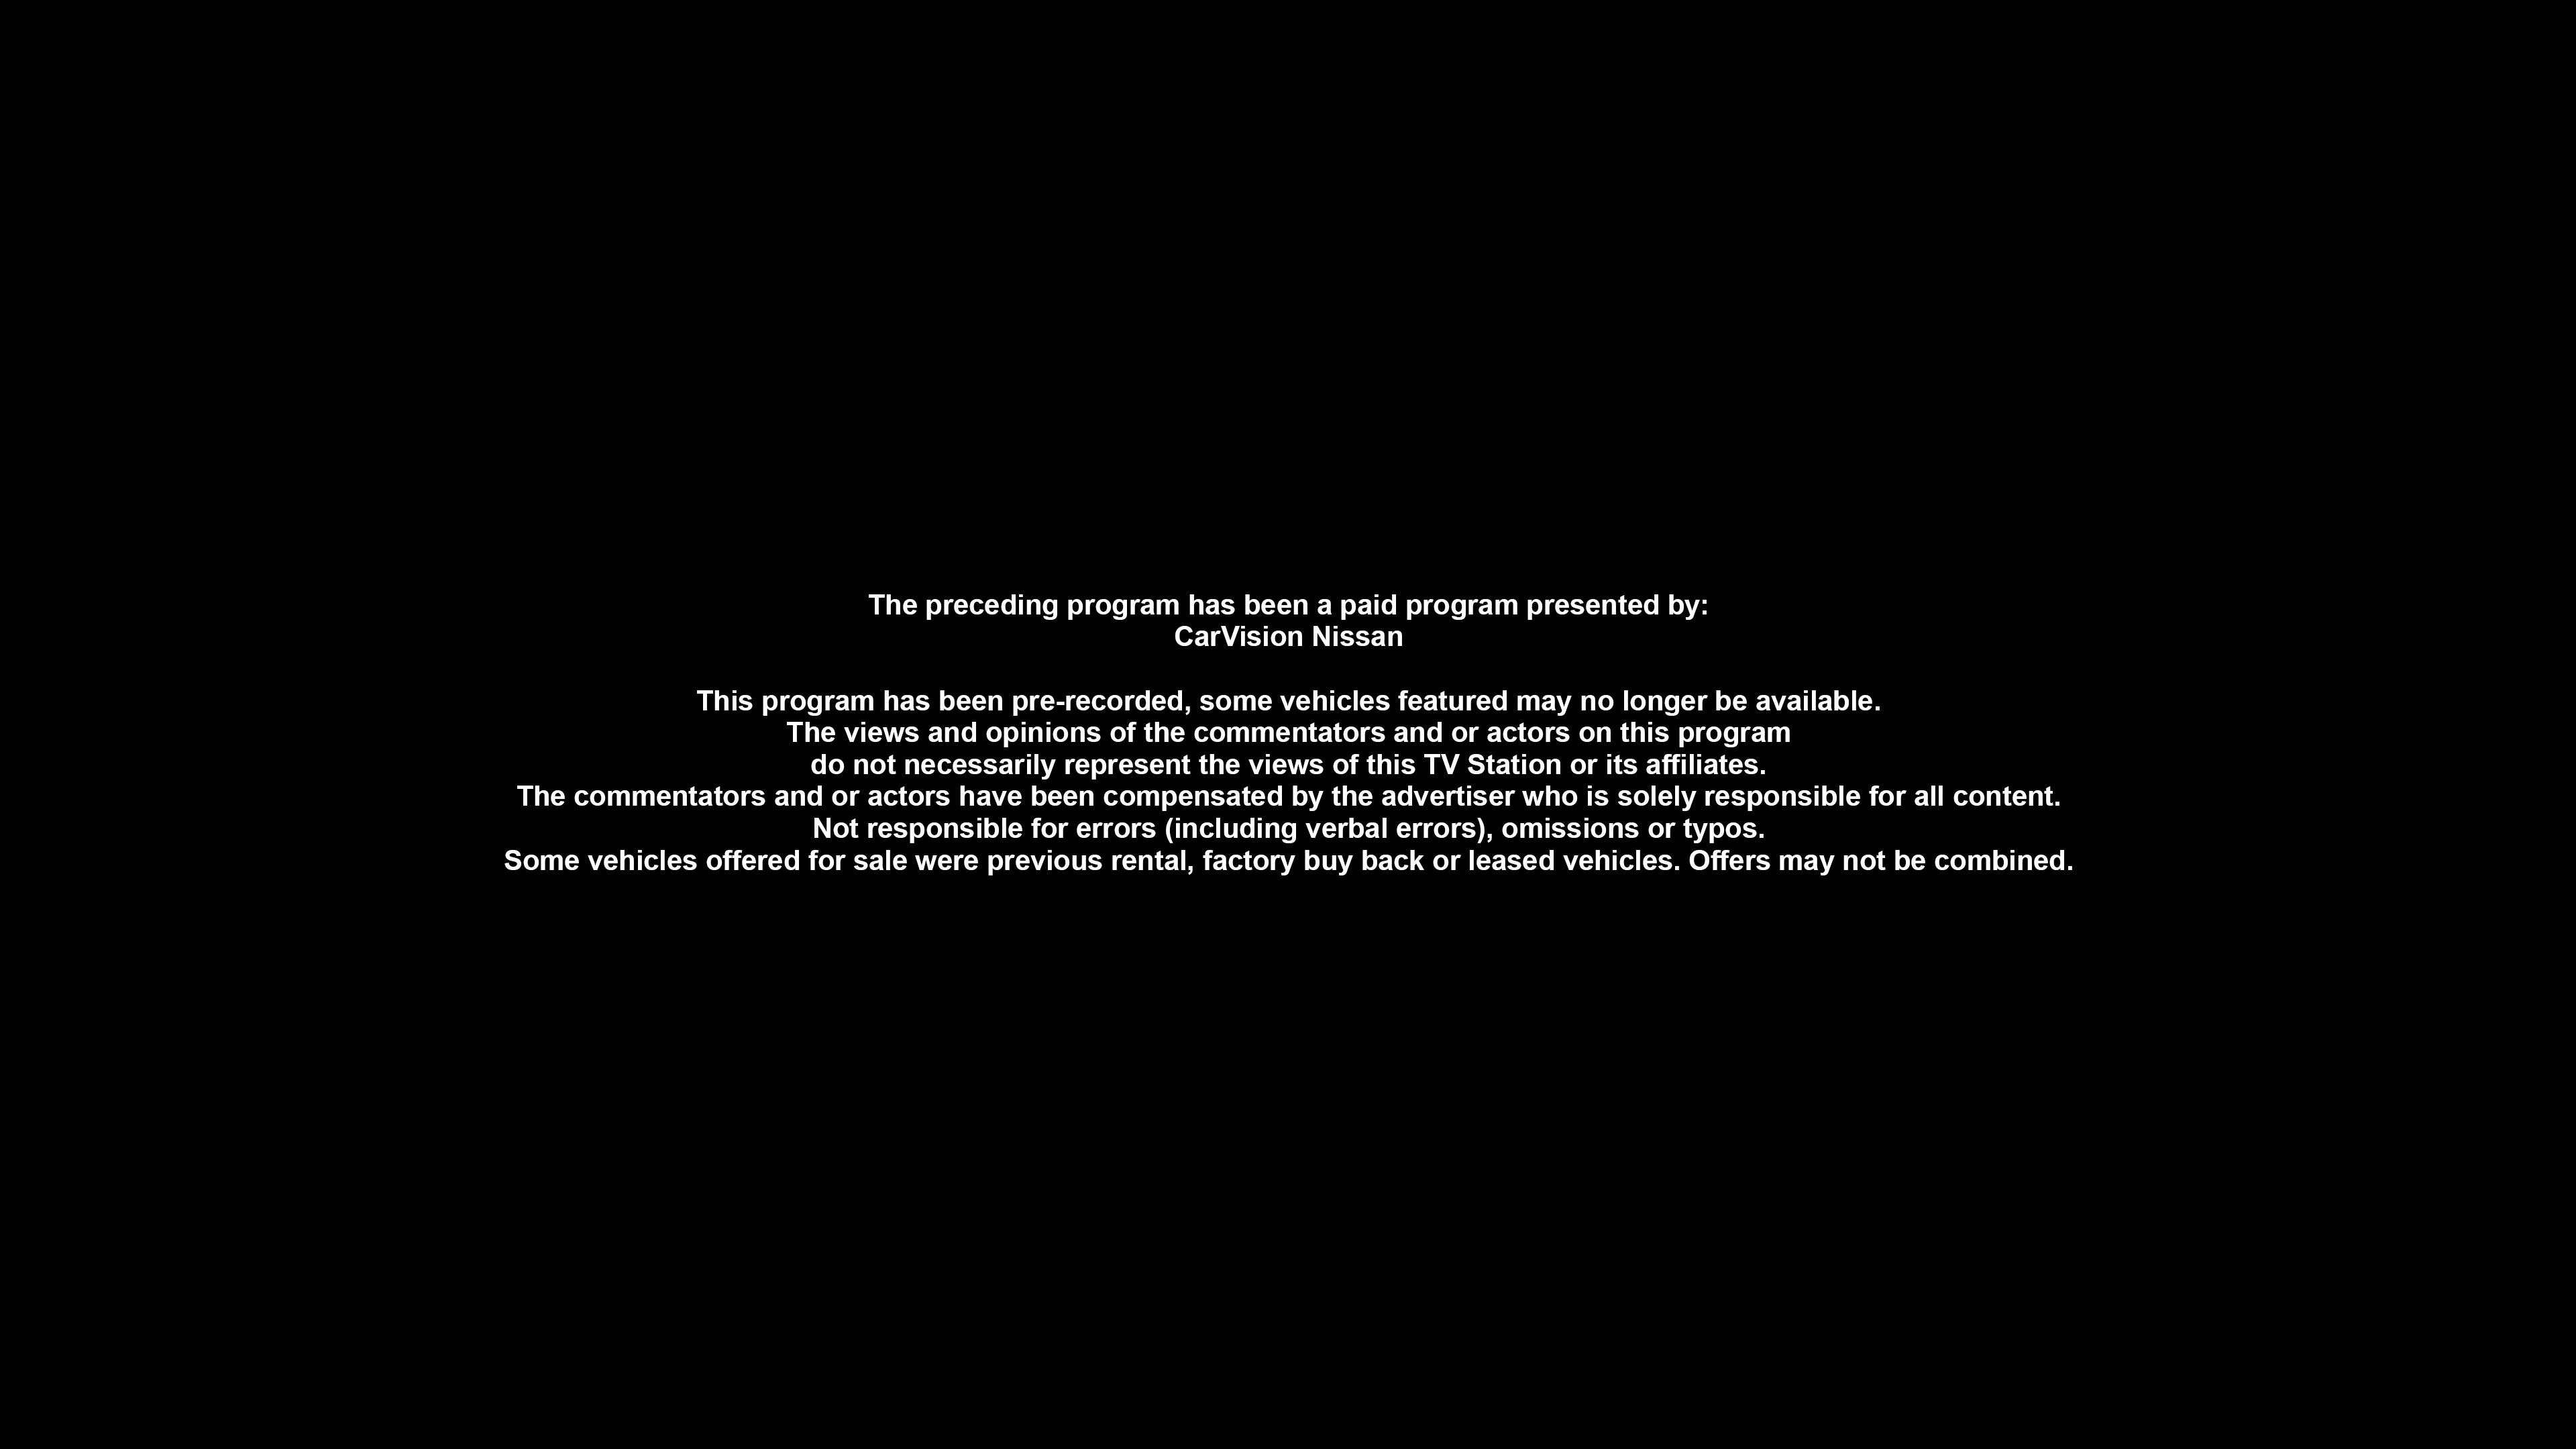 The preceding program has been a paid program presented by:
CarVision Nissan
This program has been pre-recorded, some vehicles featured may no longer be available.
The views and opinions of the commentators and or actors on this program
do not necessarily represent the views of this TV Station or its affiliates.
The commentators and or actors have been compensated by the advertiser who is solely responsible for all content.
Not responsible for errors (including verbal errors), omissions or typos.
Some vehicles offered for sale were previous rental, factory buy back or leased vehicles. Offers may not be combined.